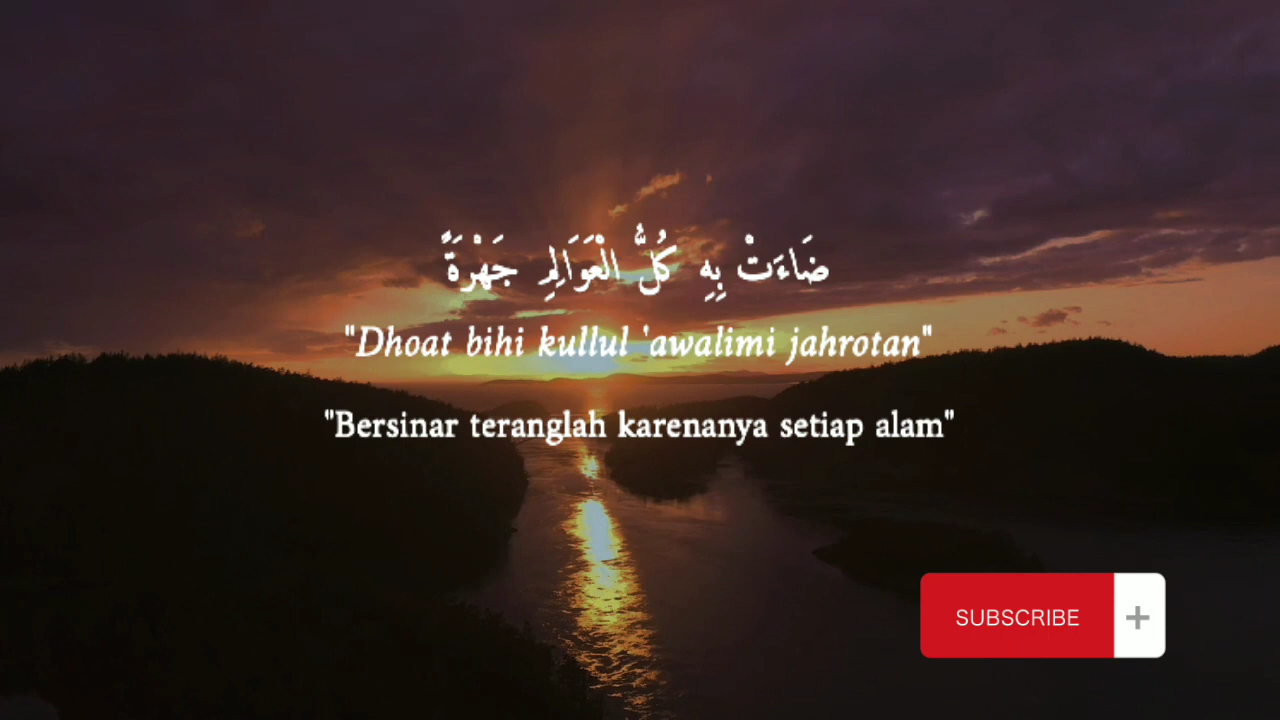 ضَاءَتْ بِهِ كُلُّ الْعَوَالِمِ جَهْرَةً
"Dhoat bihi kullul 'awalimi jahrotan"
"Bersinar teranglah karenanya setiap alam"
SUBSCRIBE +